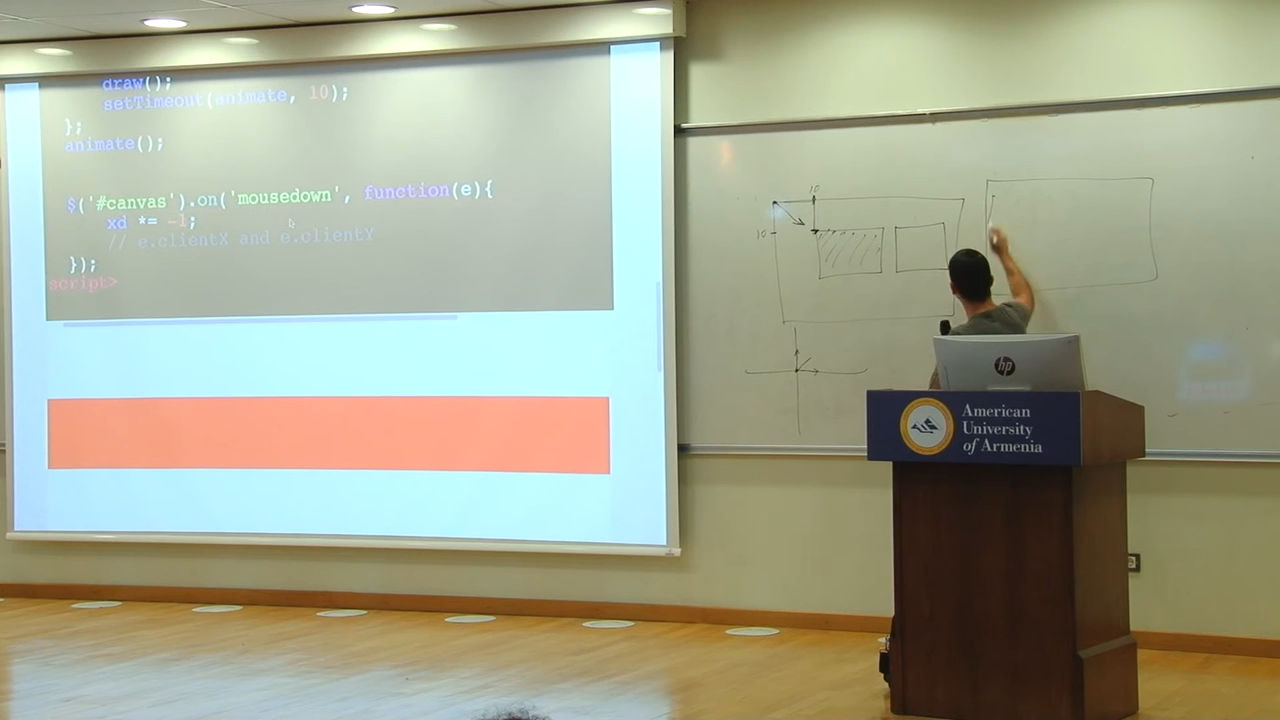 draw();
setTimeout(animate, 10);
};
animate();
$('#canvas').on('mousedown', function(e){
xd *= -1;
// e.clientX and e.clientY
});
script>
10
10
hp
American
University
of Armenia